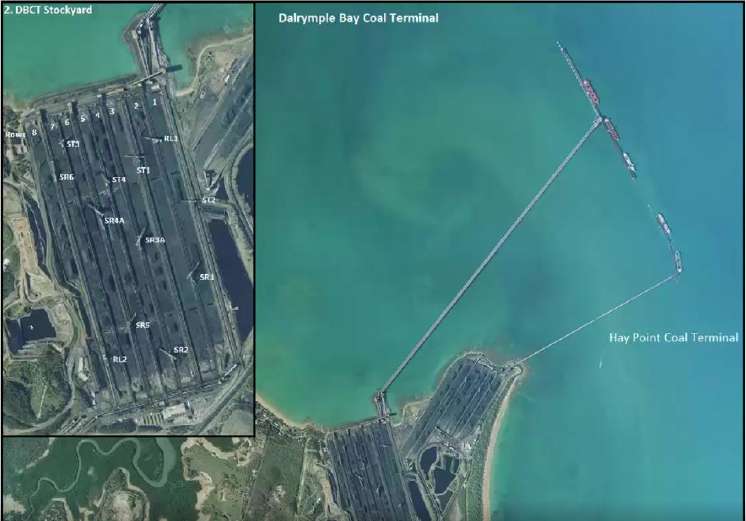 2. DBCT Stockyard
Dalrymple Bay Coal Terminal
Rows 8 7 6 5 4 3 2 1
RL1
ST3
ST1
SR6
ST4
ST2
SR4A
SR3A
SR1
SR5
SR2
RL2
Hay Point Coal Terminal